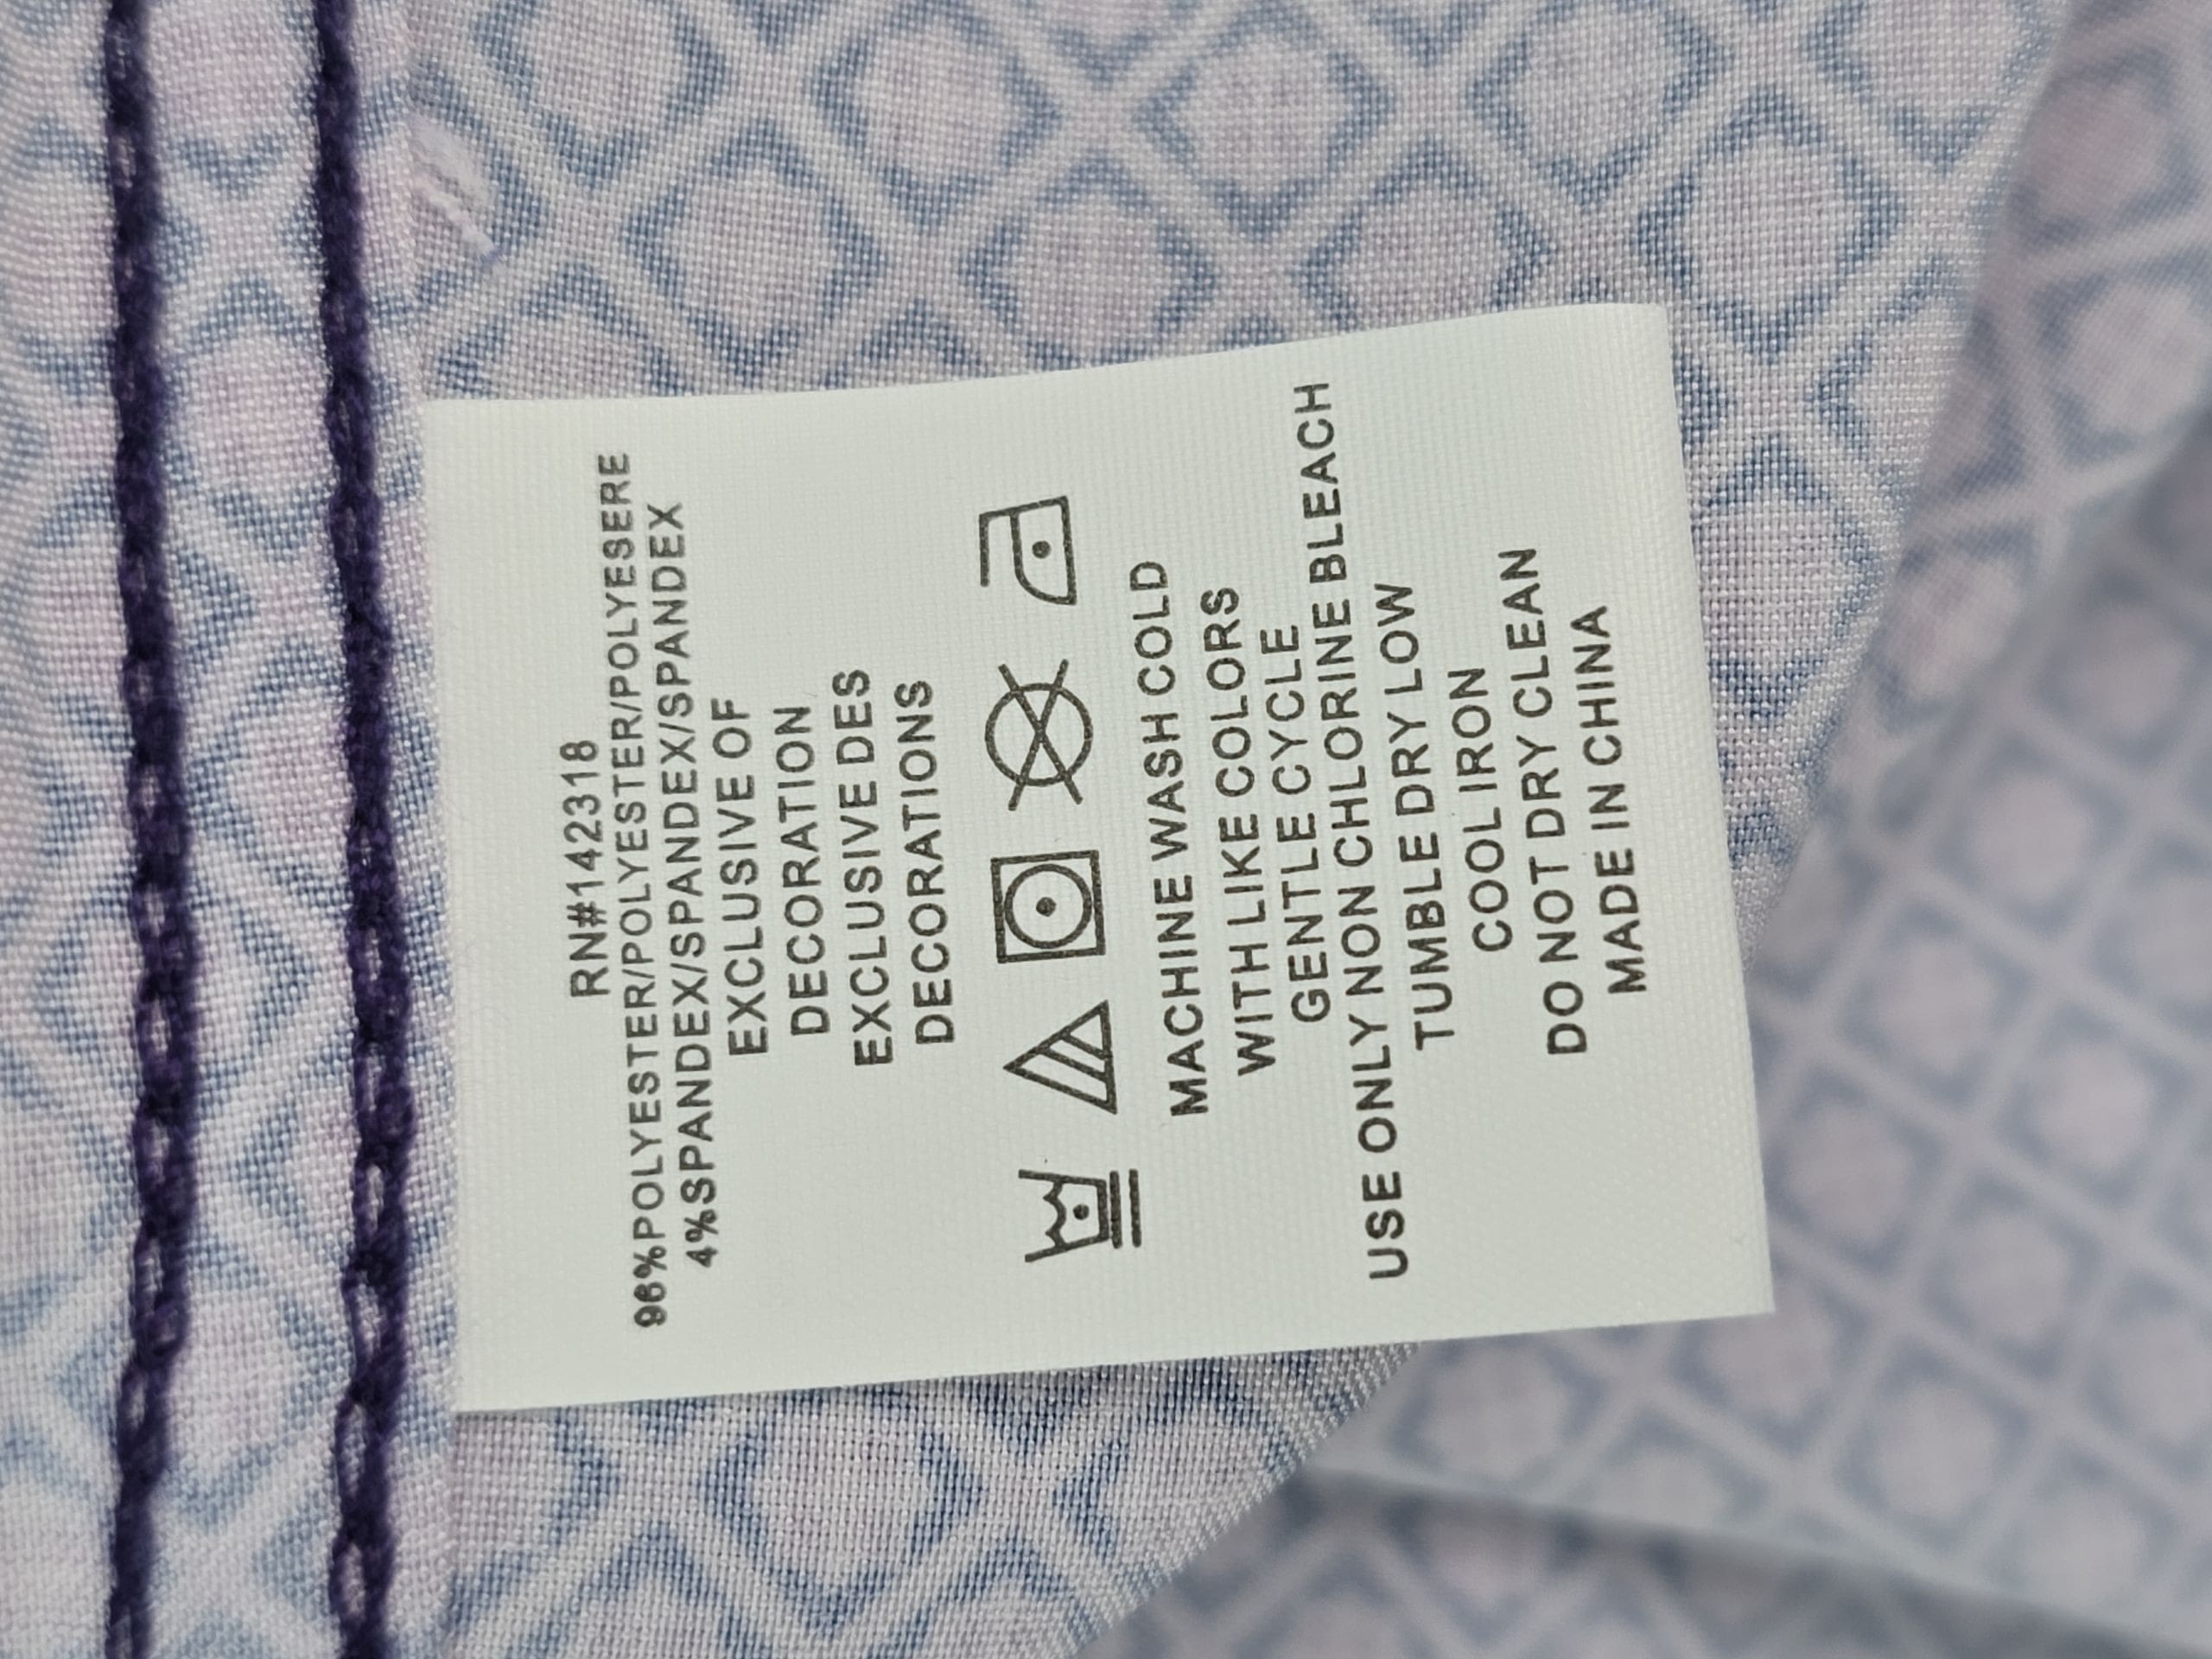 RN#142318
96%POLYESTER/POLYESTER/POLYESTER/POLYESERE
4%SPANDEX/SPANDEX/SPANDEX/SPANDEX
EXCLUSIVE OF
DECORATION
EXCLUSIVE DES
DECORATIONS
MACHINE WASH COLD
WITH LIKE COLORS
GENTLE CYCLE
USE ONLY NON CHLORINE BLEACH
TUMBLE DRY LOW
COOL IRON
DO NOT DRY CLEAN
MADE IN CHINA